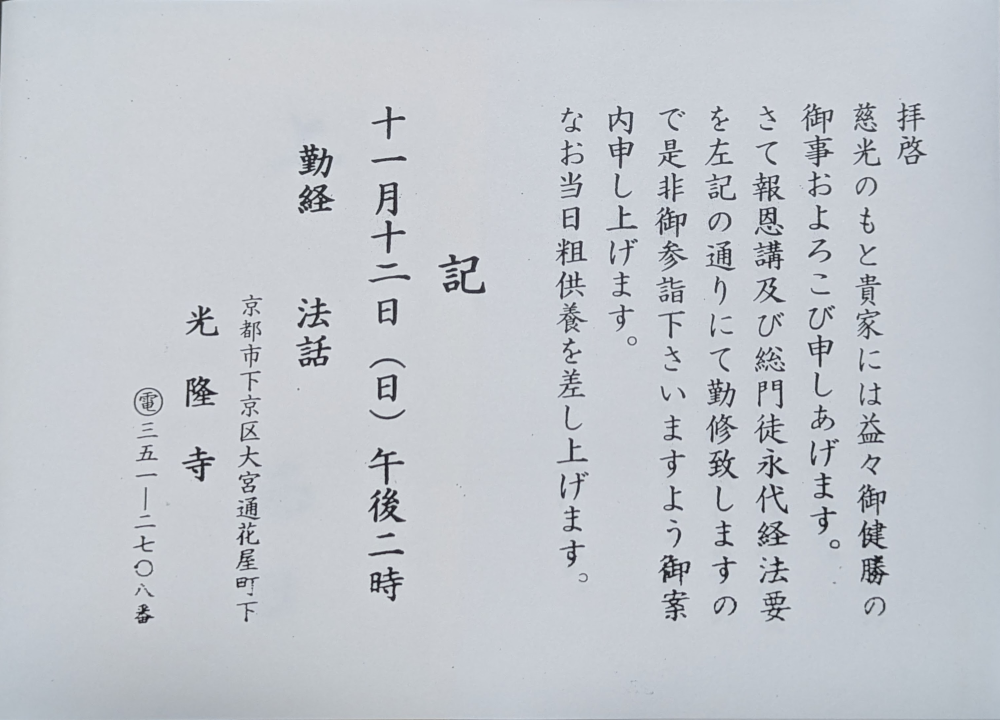 拝啓
慈光のもと貴家には益々御健勝の
御事およろこび申しあげます。
さて報恩講及び総門徒永代経法要
を左記の通りにて勤修致しますの
で是非御参詣下さいますよう御案
内申し上げます。
なお当日粗供養を差し上げます。
記
十一月十二日（日）午後二時
勤経　法話
京都市下京区大宮通花屋町下
光隆寺
㊀電三五一―二七〇八番